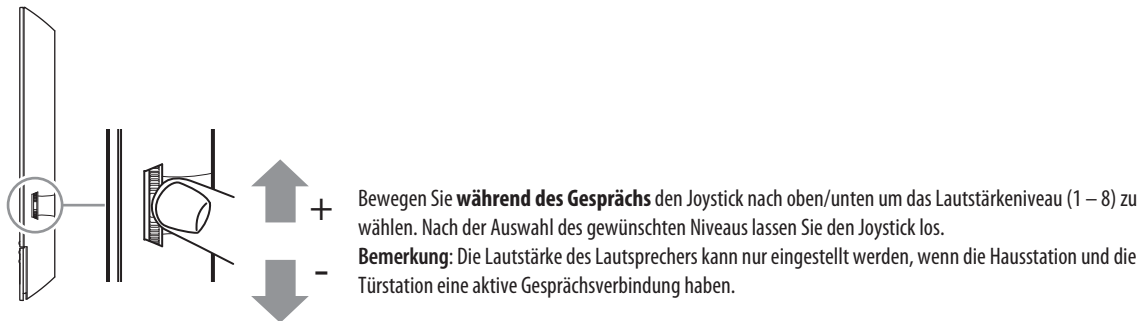 +
-
Bewegen Sie während des Gesprächs den Joystick nach oben/unten um das Lautstärkeniveau (1 – 8) zu
wählen. Nach der Auswahl des gewünschten Niveaus lassen Sie den Joystick los.
Bemerkung: Die Lautstärke des Lautsprechers kann nur eingestellt werden, wenn die Hausstation und die
Türstation eine aktive Gesprächsverbindung haben.